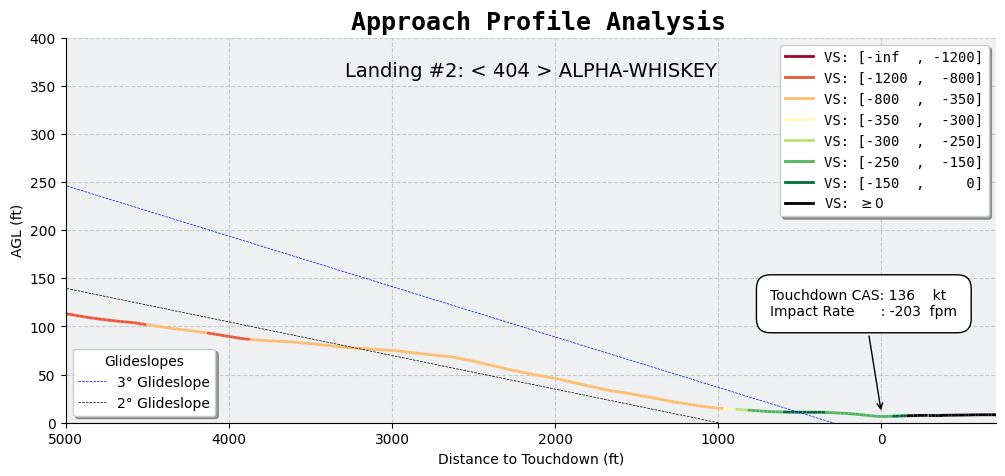 Approach Profile Analysis
Landing #2: < 404 > ALPHA-WHISKEY
VS: [-inf  , -1200]
VS: [-1200 ,  -800]
VS: [-800  ,  -350]
VS: [-350  ,  -300]
VS: [-300  ,  -250]
VS: [-250  ,  -150]
VS: [-150  ,     0]
VS: ≥0
400
350
300
250
200
150
100
50
0
AGL (ft)
Touchdown CAS: 136    kt
Impact Rate      : -203  fpm
Glideslopes
3° Glideslope
2° Glideslope
5000
4000
3000
2000
1000
0
Distance to Touchdown (ft)